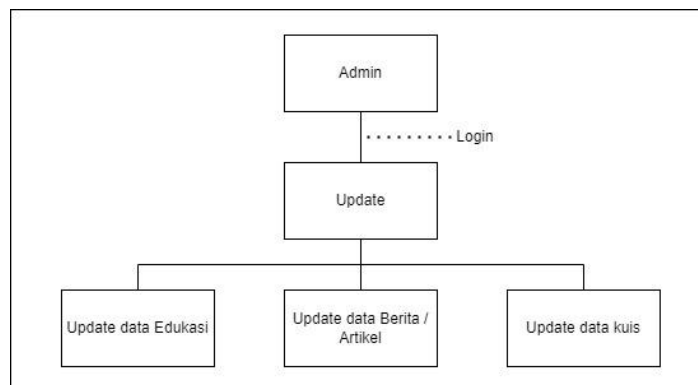 Admin
Login
Update
Update data Edukasi
Update data Berita /
Artikel
Update data kuis